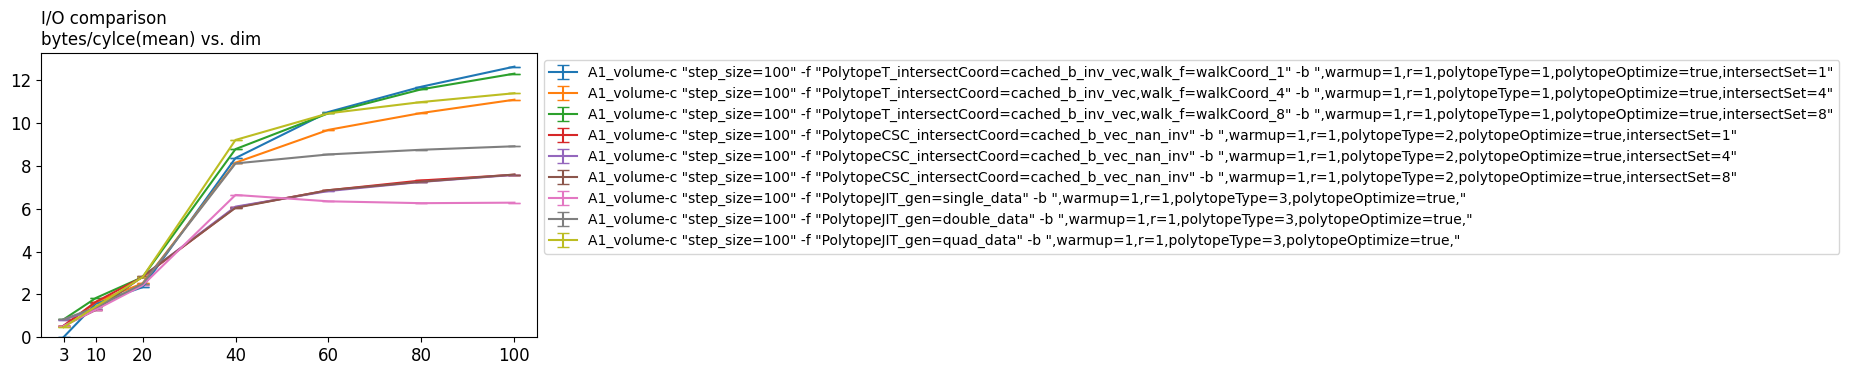 I/O comparison
bytes/cylce(mean) vs. dim
12
10
8
6
4
2
0
3 10 20 40 60 80 100
A1_volume-c "step_size=100" -f "PolytopeT_intersectCoord=cached_b_inv_vec,walk_f=walkCoord_1" -b ",warmup=1,r=1,polytopeType=1,polytopeOptimize=true,intersectSet=1"
A1_volume-c "step_size=100" -f "PolytopeT_intersectCoord=cached_b_inv_vec,walk_f=walkCoord_4" -b ",warmup=1,r=1,polytopeType=1,polytopeOptimize=true,intersectSet=4"
A1_volume-c "step_size=100" -f "PolytopeT_intersectCoord=cached_b_inv_vec,walk_f=walkCoord_8" -b ",warmup=1,r=1,polytopeType=1,polytopeOptimize=true,intersectSet=8"
A1_volume-c "step_size=100" -f "PolytopeCSC_intersectCoord=cached_b_vec_nan_inv" -b ",warmup=1,r=1,polytopeType=2,polytopeOptimize=true,intersectSet=1"
A1_volume-c "step_size=100" -f "PolytopeCSC_intersectCoord=cached_b_vec_nan_inv" -b ",warmup=1,r=1,polytopeType=2,polytopeOptimize=true,intersectSet=4"
A1_volume-c "step_size=100" -f "PolytopeCSC_intersectCoord=cached_b_vec_nan_inv" -b ",warmup=1,r=1,polytopeType=2,polytopeOptimize=true,intersectSet=8"
A1_volume-c "step_size=100" -f "PolytopeJIT_gen=single_data" -b ",warmup=1,r=1,polytopeType=3,polytopeOptimize=true,"
A1_volume-c "step_size=100" -f "PolytopeJIT_gen=double_data" -b ",warmup=1,r=1,polytopeType=3,polytopeOptimize=true,"
A1_volume-c "step_size=100" -f "PolytopeJIT_gen=quad_data" -b ",warmup=1,r=1,polytopeType=3,polytopeOptimize=true,"